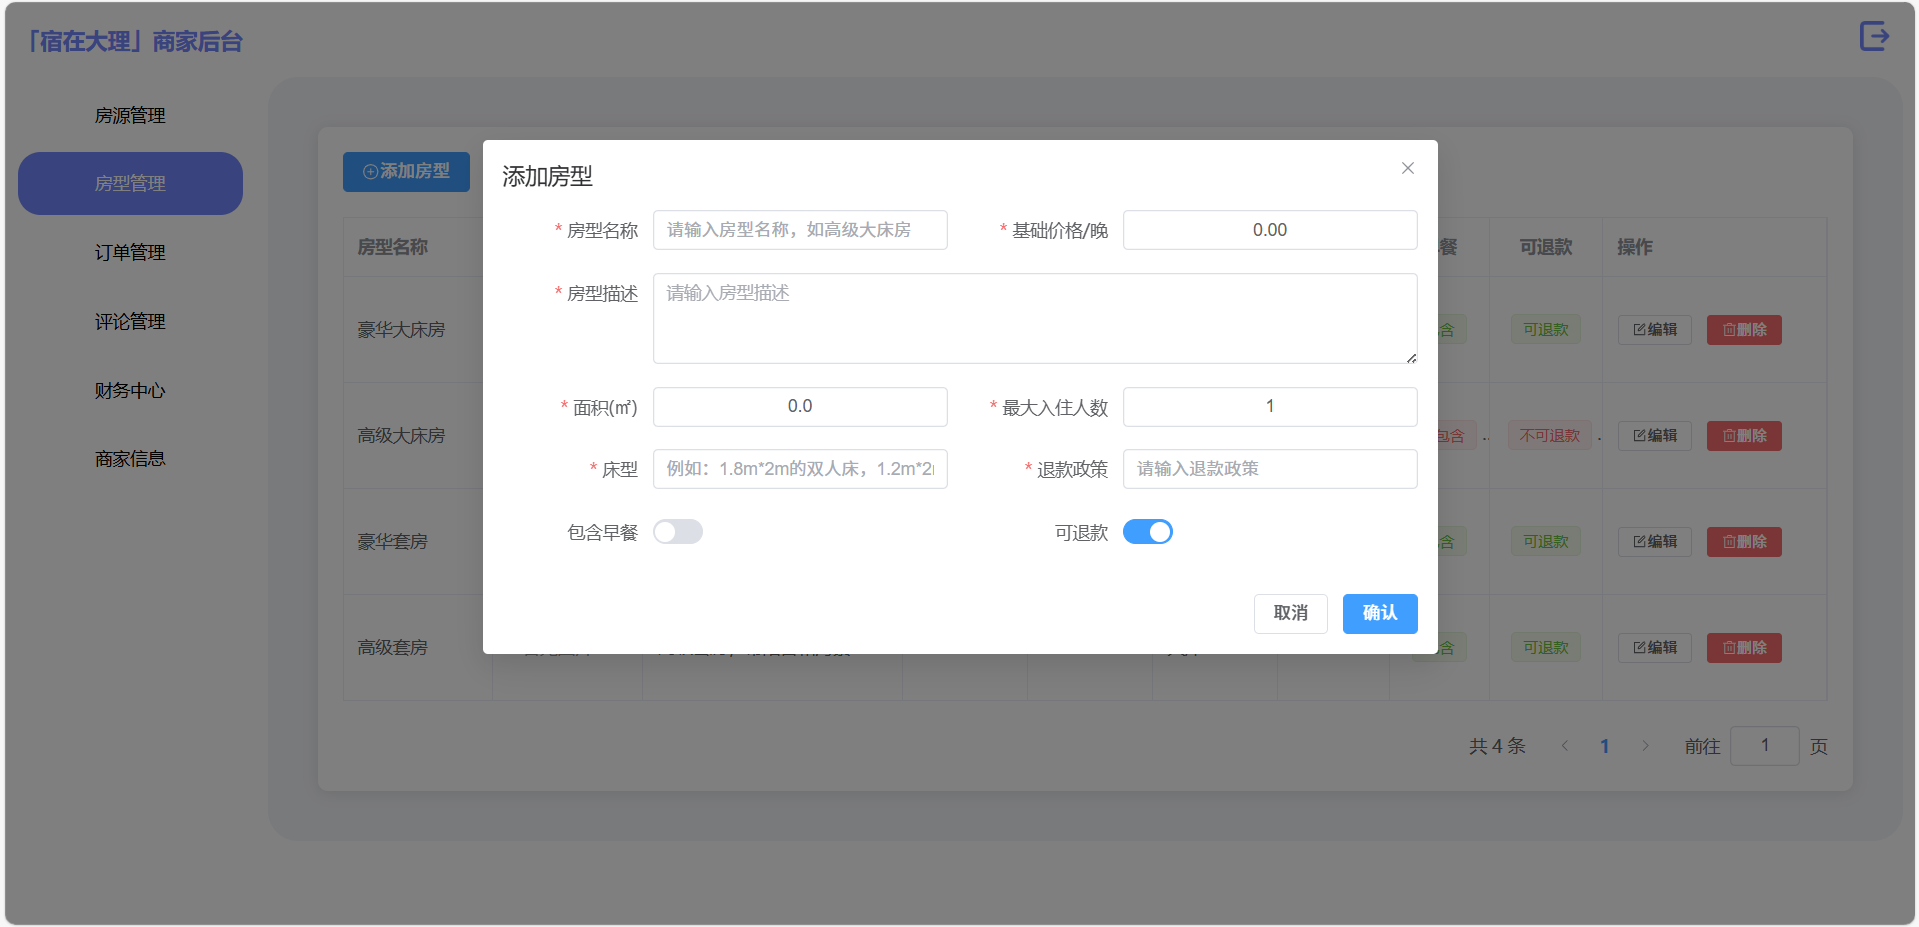 「宿在大理」商家后台
房源管理
房型管理
订单管理
评论管理
财务中心
商家信息
添加房型
添加房型
* 房型名称 请输入房型名称，如高级大床房 * 基础价格/晚 0.00
* 房型描述 请输入房型描述
* 面积(㎡) 0.0 * 最大入住人数 1
* 床型 例如：1.8m*2m的双人床，1.2m*2 * 退款政策 请输入退款政策
包含早餐 可退款
取消 确认
房型名称 餐 可退款 操作
豪华大床房 含 可退款 编辑 删除
高级大床房 包含 .. 不可退款 . 编辑 删除
豪华套房 含 可退款 编辑 删除
高级套房 含 可退款 编辑 删除
共 4 条 1 前往 1 页